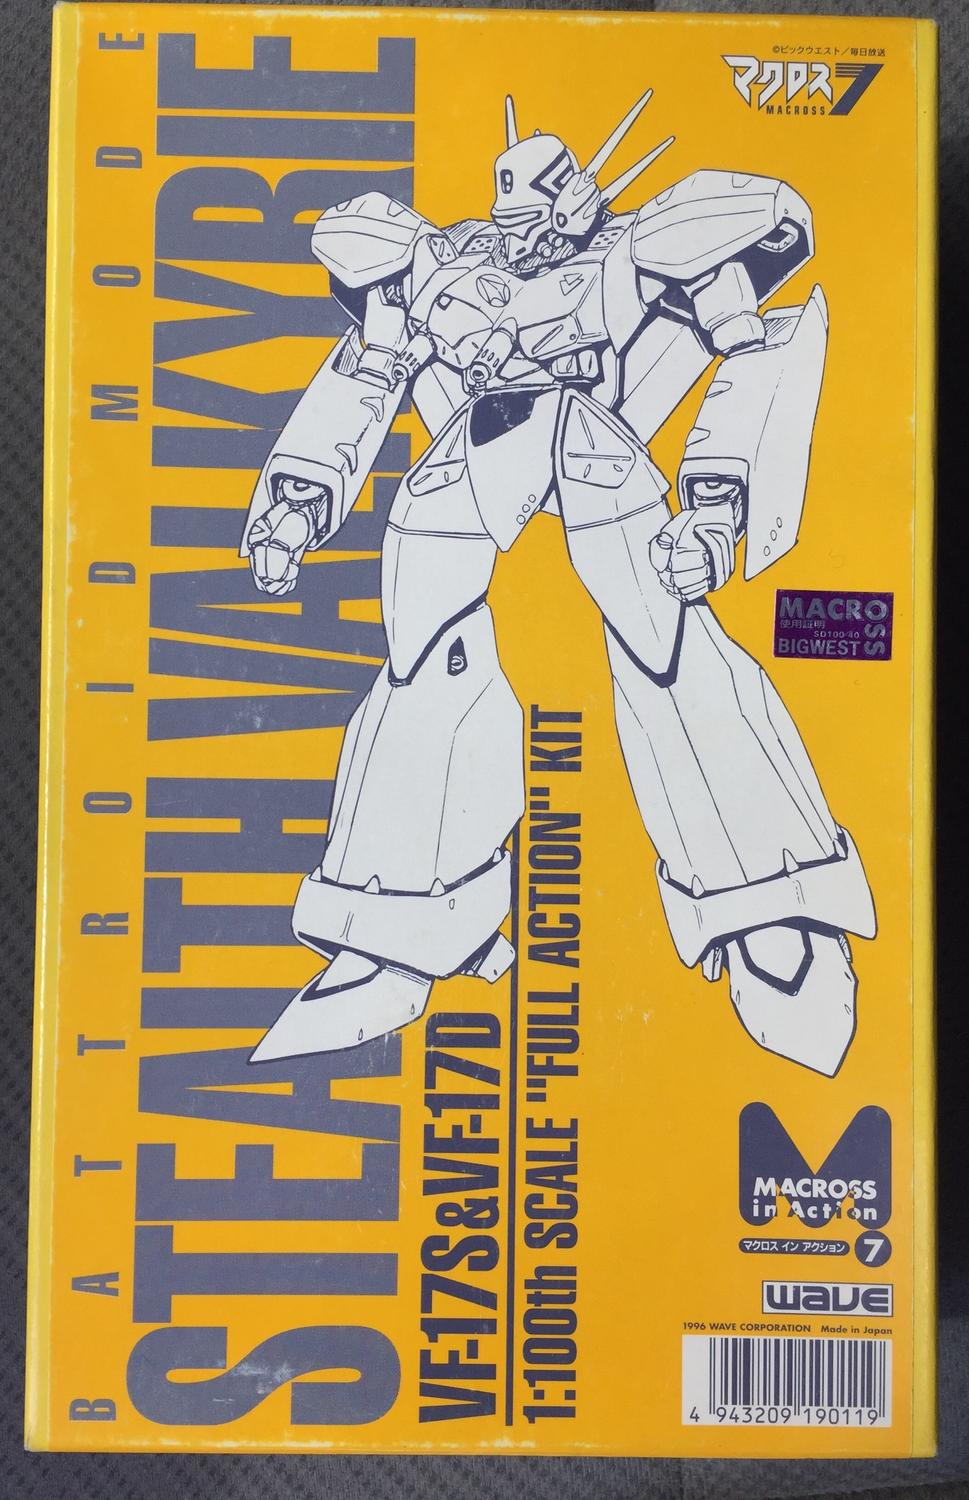 ©ビックウエスト／毎日放送
マクロス7
MACROSS
BATTROID MODE
STEALTH VALKYRIE
VF-17S&VF-17D
1:100th SCALE "FULL ACTION" KIT
MACROSS
使用証明
SD100-40
BIGWEST
M
MACROSS
in Action
マクロス イン アクション 7
WAVE
1996 WAVE CORPORATION Made in Japan
4 943209 190119